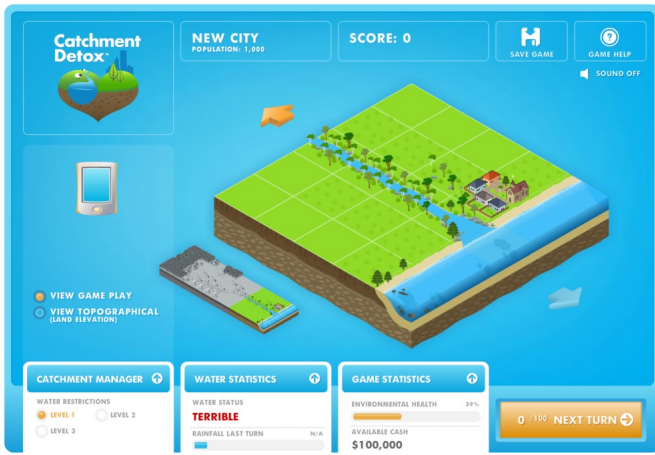 Catchment
Detox
NEW CITY
POPULATION: 1,000
SCORE: 0
SAVE GAME
GAME HELP
SOUND OFF
VIEW GAME PLAY
VIEW TOPOGRAPHICAL
(LAND ELEVATION)
CATCHMENT MANAGER
WATER RESTRICTIONS
LEVEL 1
LEVEL 2
LEVEL 3
WATER STATISTICS
WATER STATUS
TERRIBLE
RAINFALL LAST TURN N/A
GAME STATISTICS
ENVIRONMENTAL HEALTH 39%
AVAILABLE CASH
$100,000
0 /100 NEXT TURN